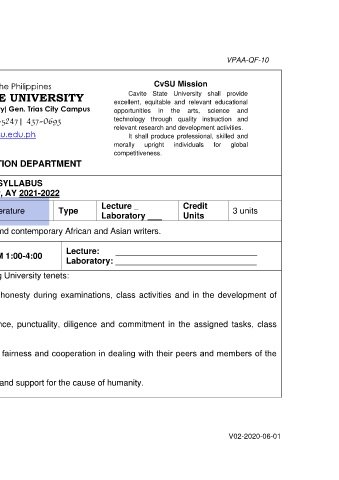 VPAA-QF-10
he Philippines
E UNIVERSITY
y| Gen. Trias City Campus
-5247| 437-0693
u.edu.ph
TION DEPARTMENT
CvSU Mission
Cavite State University shall provide
excellent, equitable and relevant educational
opportunities in the arts, science and
technology through quality instruction and
relevant research and development activities.
It shall produce professional, skilled and
morally upright individuals for global
competitiveness.
SYLLABUS
, AY 2021-2022
erature Type Lecture _ Laboratory ___ Credit Units 3 units
nd contemporary African and Asian writers.
M 1:00-4:00
Lecture: ____
Laboratory: ____
g University tenets:
honesty during examinations, class activities and in the development of
nce, punctuality, diligence and commitment in the assigned tasks, class
fairness and cooperation in dealing with their peers and members of the
and support for the cause of humanity.
V02-2020-06-01